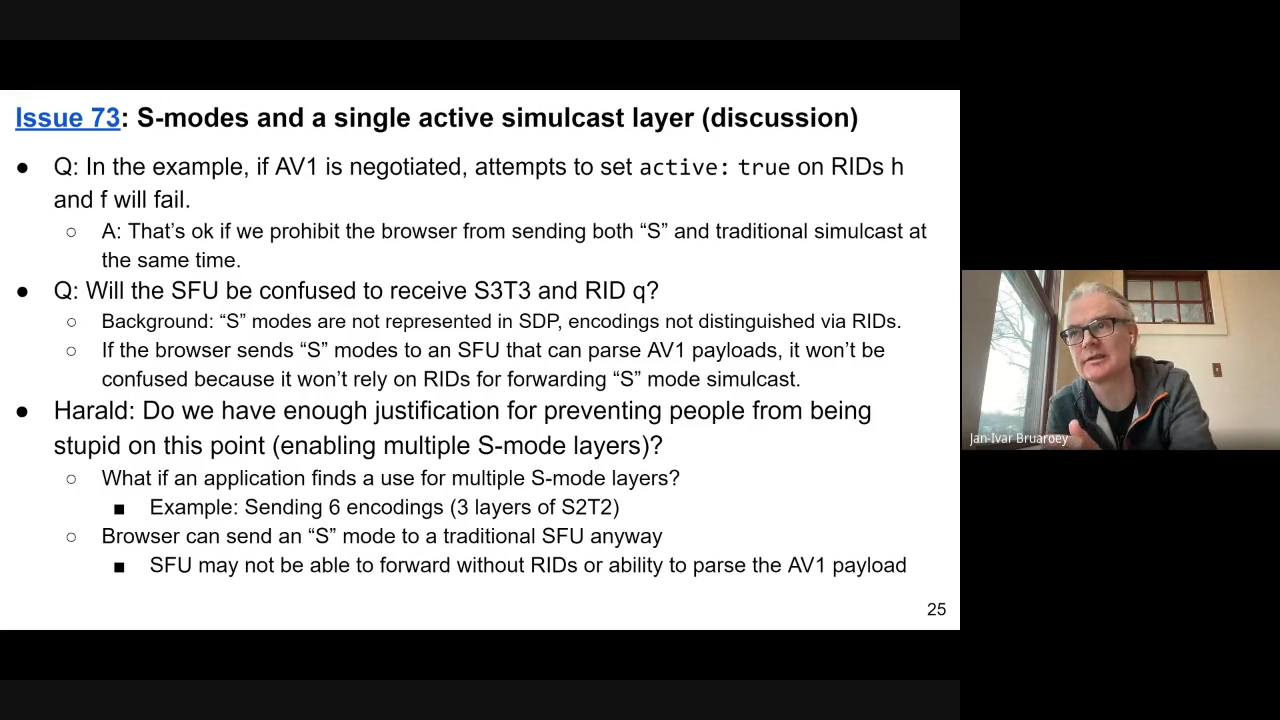 Issue 73: S-modes and a single active simulcast layer (discussion)
● Q: In the example, if AV1 is negotiated, attempts to set active: true on RIDs h
and f will fail.
○ A: That’s ok if we prohibit the browser from sending both “S” and traditional simulcast at
the same time.
● Q: Will the SFU be confused to receive S3T3 and RID q?
○ Background: “S” modes are not represented in SDP, encodings not distinguished via RIDs.
○ If the browser sends “S” modes to an SFU that can parse AV1 payloads, it won’t be
confused because it won’t rely on RIDs for forwarding “S” mode simulcast.
● Harald: Do we have enough justification for preventing people from being
stupid on this point (enabling multiple S-mode layers)?
○ What if an application finds a use for multiple S-mode layers?
■ Example: Sending 6 encodings (3 layers of S2T2)
○ Browser can send an “S” mode to a traditional SFU anyway
■ SFU may not be able to forward without RIDs or ability to parse the AV1 payload
25
Jan-Ivar Bruaroey